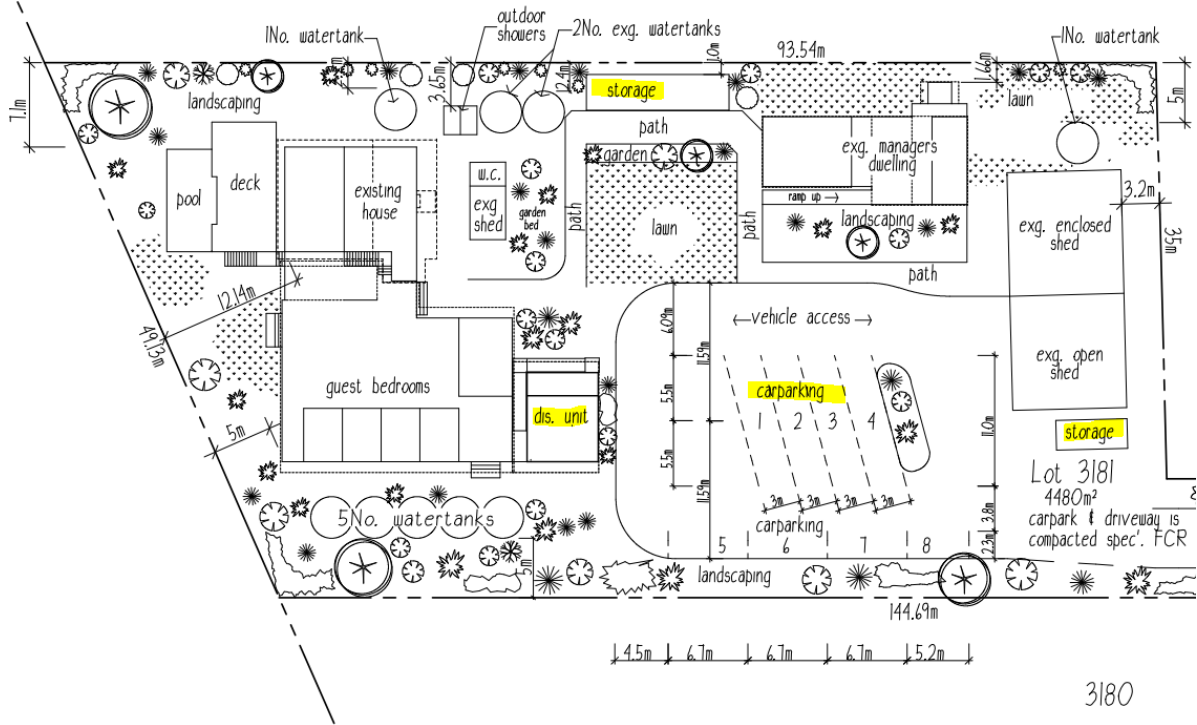 outdoor
showers
1No. watertank
2No. exg. watertanks
1.0m
93.54m
1No. watertank
7.1m
landscaping
3.65m
12.4m
storage
1.66m
lawn
5m
path
garden
exg. managers
dwelling
pool
deck
existing
house
w.c.
exg
shed
garden
bed
path
lawn
path
ramp up →
landscaping
path
3.2m
exg. enclosed
shed
35m
12.14m
49.13m
6.09m
11.59m
←vehicle access→
guest bedrooms
dis. unit
5.5m
carparking
1 2 3 4
exg. open
shed
11.0m
storage
5m
5.5m
11.59m
3m 3m 3m 3m
3.8m
Lot 3181
4480m²
carpark & driveway is
compacted spec'. FCR
5No. watertanks
carparking
5 6 7 8
2.3m
5m
landscaping
144.69m
4.5m 6.7m 6.7m 6.7m 5.2m
3180